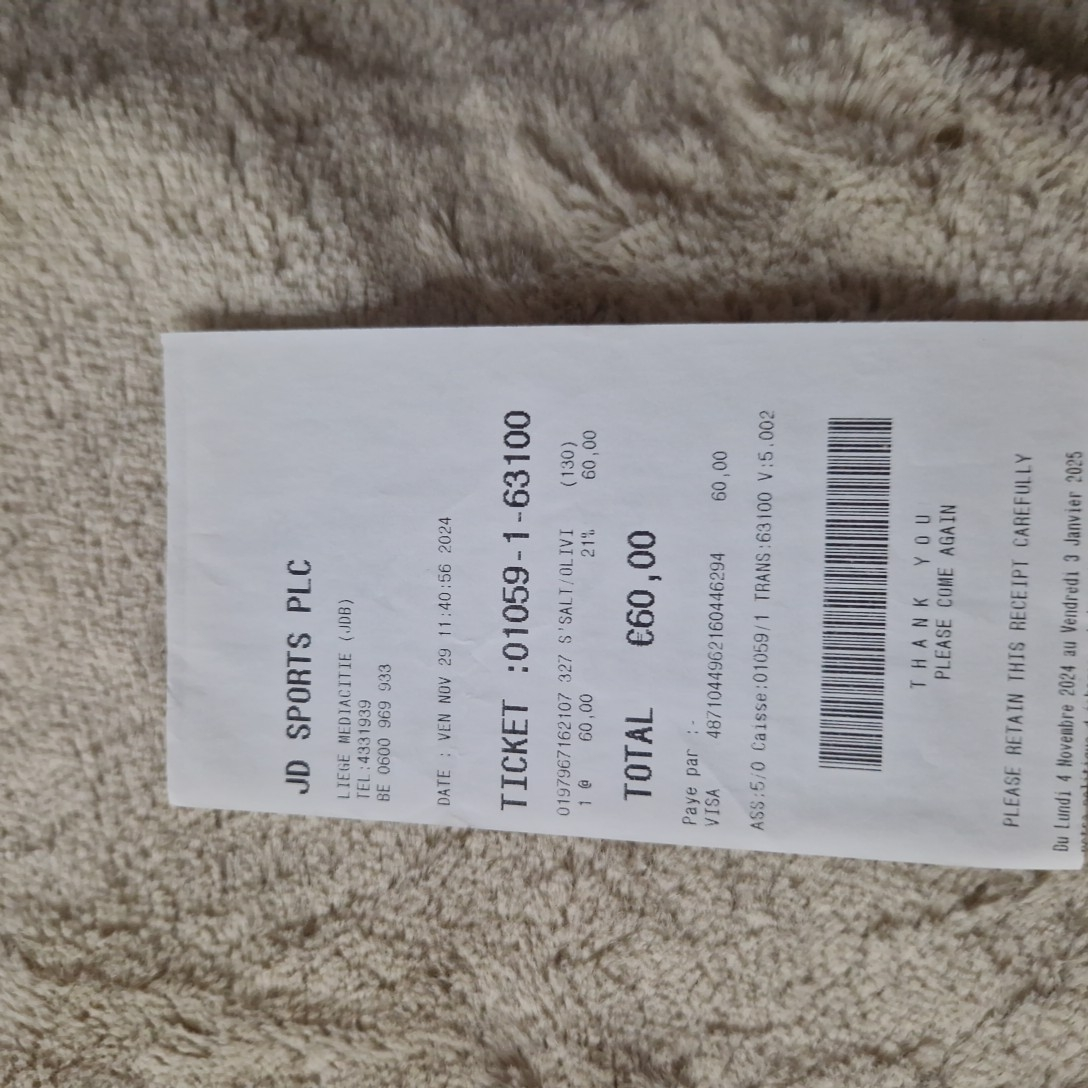 JD SPORTS PLC
LIEGE MEDIACITIE (JDB)
TEL:4331939
BE 0600 969 933
DATE : VEN NOV 29 11:40:56 2024
TICKET :01059-1-63100
0197967162107 327 S'SALT/OLIVI (130)
1 @ 60,00 21% 60,00
TOTAL €60,00
Paye par :-
VISA 4871044962160446294 60,00
ASS:5/0 Caisse:01059/1 TRANS:63100 V:5.002
T H A N K Y O U
PLEASE COME AGAIN
PLEASE RETAIN THIS RECEIPT CAREFULLY
Du Lundi 4 Novembre 2024 au Vendredi 3 Janvier 2025